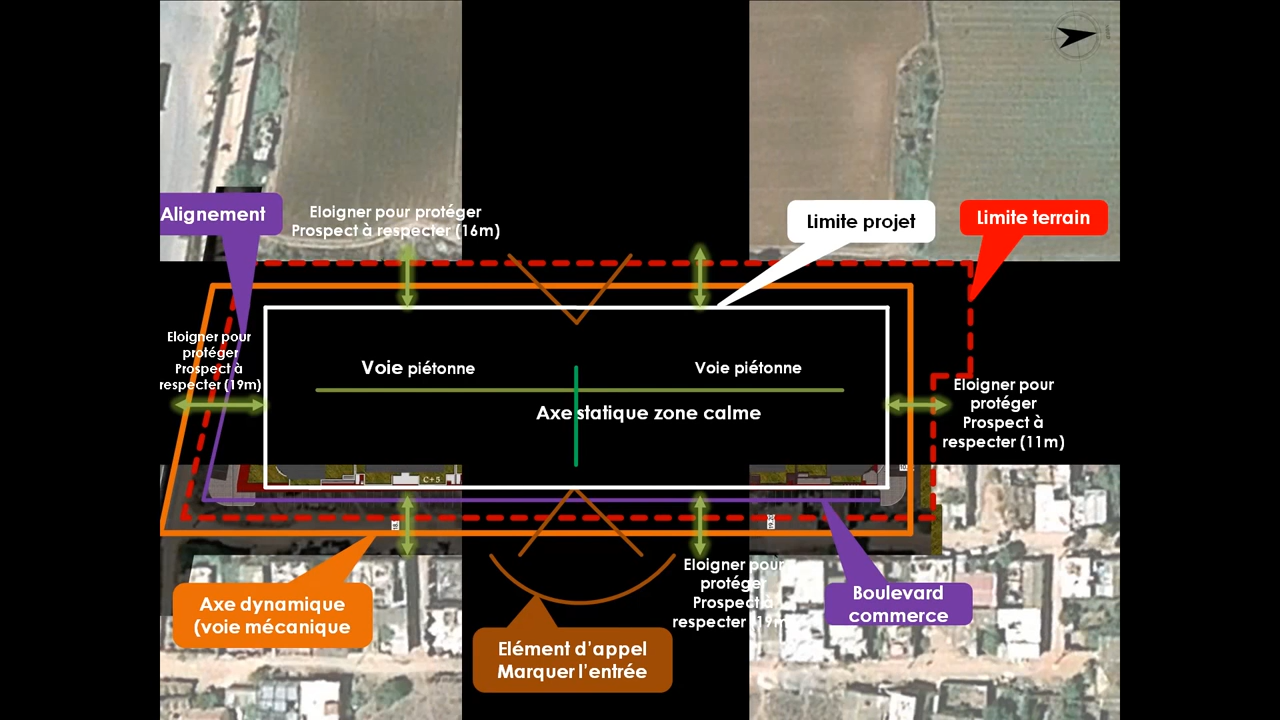 Alignement
Eloigner pour protéger
Prospect à respecter (16m)
Limite projet
Limite terrain
Eloigner pour
protéger
Prospect à
respecter (19m)
Voie piétonne
Voie piétonne
Axe statique zone calme
Eloigner pour
protéger
Prospect à
respecter (11m)
C+5
Eloigner pour
protéger
Prospect à
respecter (19m)
Axe dynamique
(voie mécanique
Boulevard
commerce
Elément d'appel
Marquer l'entrée